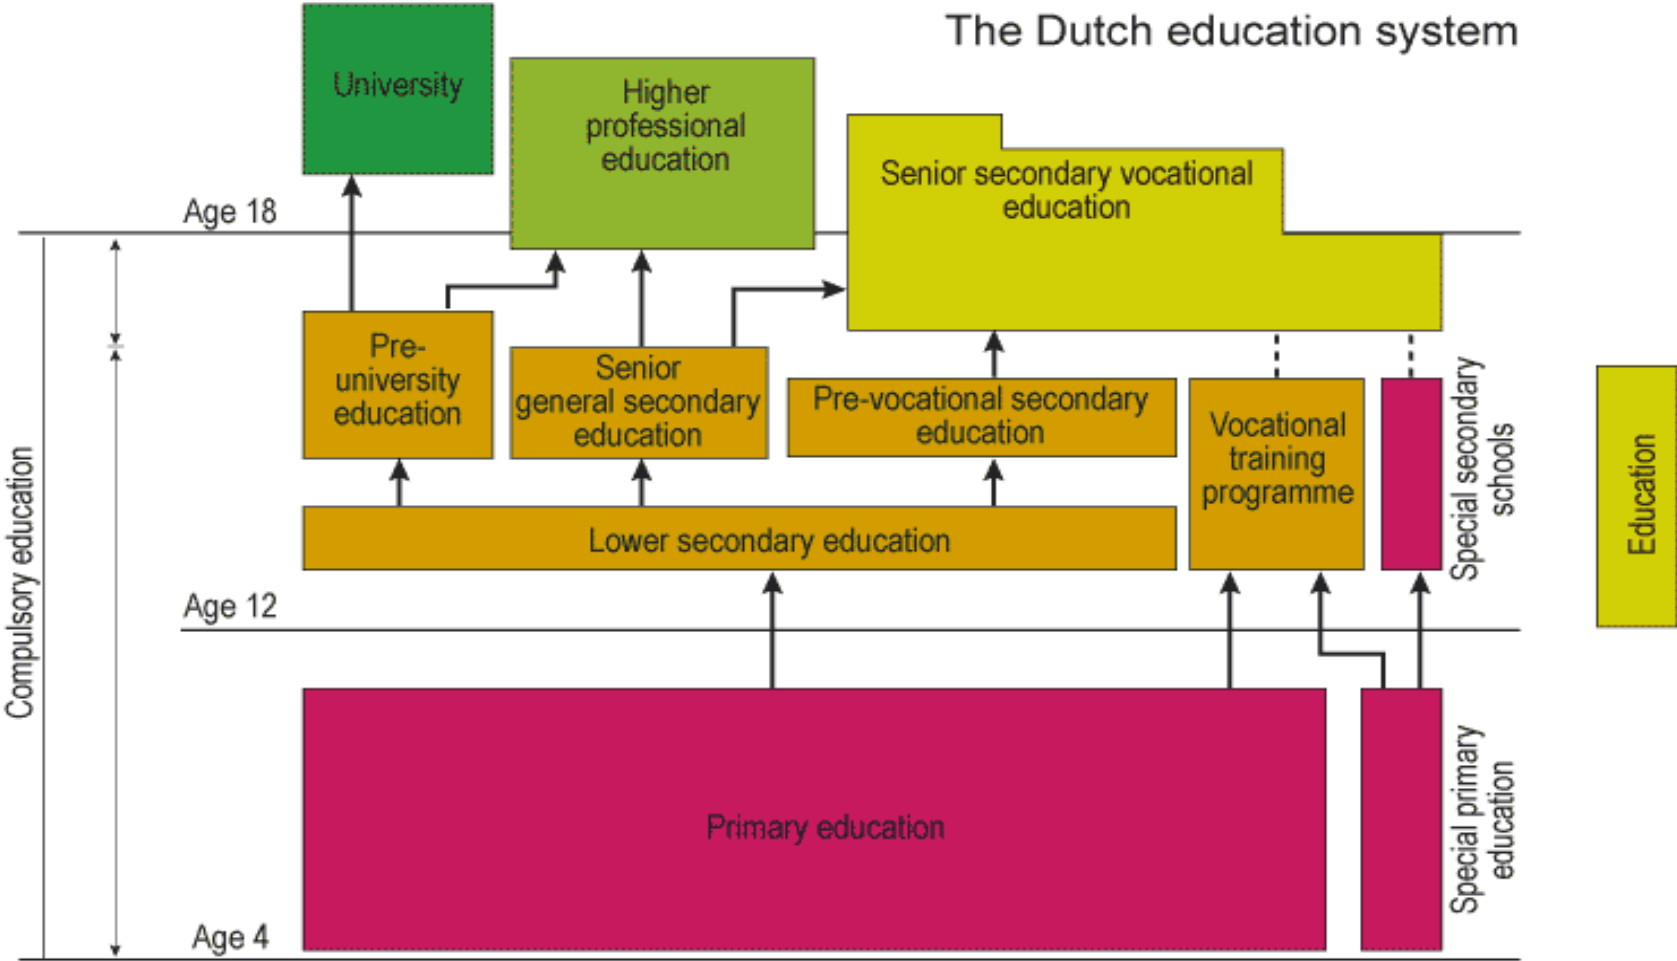 The Dutch education system
University
Higher
professional
education
Senior secondary vocational
education
Age 18
Pre-
university
education
Senior
general secondary
education
Pre-vocational secondary
education
Vocational
training
programme
Special secondary
schools
Education
Lower secondary education
Compulsory education
Age 12
Primary education
Special primary
education
Age 4